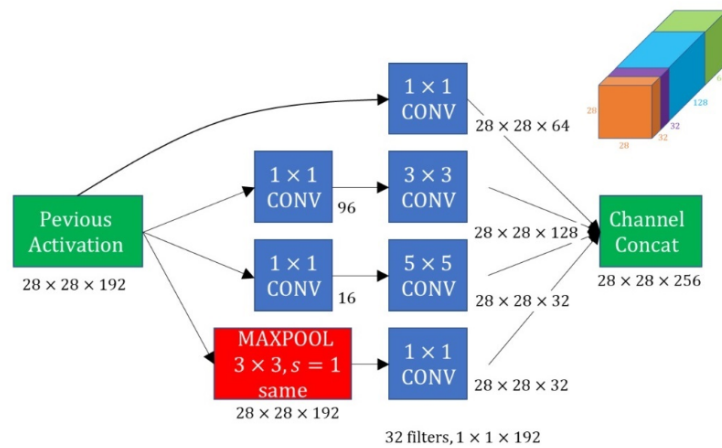 1 × 1
CONV
28 × 28 × 64
28
28
32
32
128
1 × 1
CONV
96
3 × 3
CONV
28 × 28 × 128
Pevious
Activation
28 × 28 × 192
1 × 1
CONV
16
5 × 5
CONV
28 × 28 × 32
Channel
Concat
28 × 28 × 256
MAXPOOL
3 × 3, s = 1
same
28 × 28 × 192
1 × 1
CONV
28 × 28 × 32
32 filters, 1 × 1 × 192